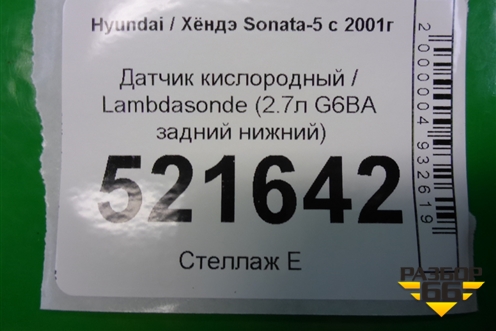 Hyundai / Хёндэ Sonata-5 с 2001г
Датчик кислородный /
Lambdasonde (2.7л G6BA
задний нижний)
521642
Стеллаж Е
2000004932619
РАЗБОР
66